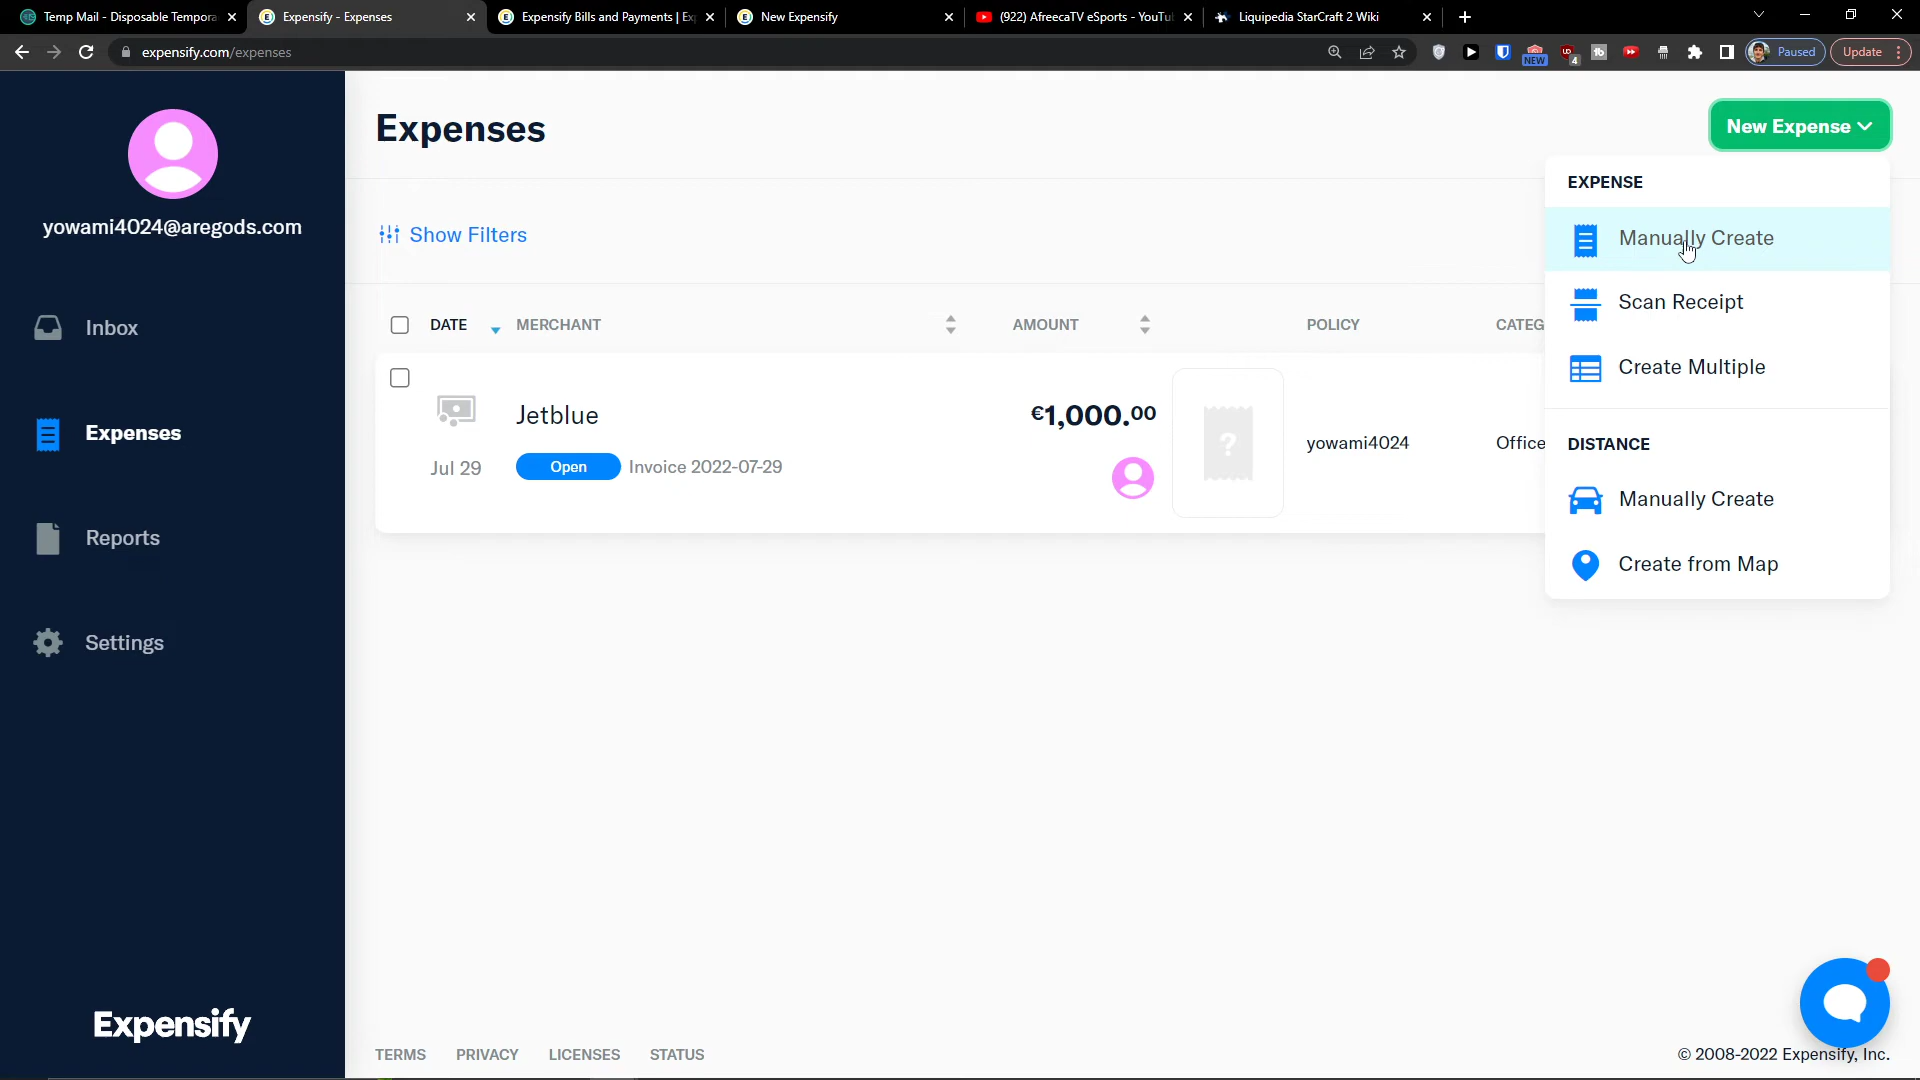 Temp Mail - Disposable Tempora
Expensify - Expenses
Expensify Bills and Payments | Ex
New Expensify
(922) AfreecaTV eSports - YouTu
Liquipedia StarCraft 2 Wiki
expensify.com/expenses
NEW
4
Paused
Update
yowami4024@aregods.com
Inbox
Expenses
Reports
Settings
Expensify
Expenses
New Expense
Show Filters
EXPENSE
Manually Create
Scan Receipt
Create Multiple
DISTANCE
Manually Create
Create from Map
DATE
MERCHANT
AMOUNT
POLICY
CATEG
Jetblue
€1,000.00
?
yowami4024
Office
Jul 29
Open
Invoice 2022-07-29
TERMS
PRIVACY
LICENSES
STATUS
© 2008-2022 Expensify, Inc.